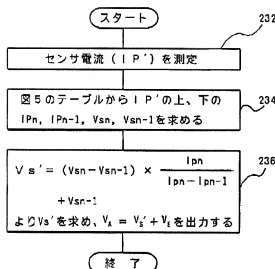 スタート
232
センサ電流(IP')を測定
234
図5のテーブルからIP'の上、下の
IPn, IPn-1, Vsn, Vsn-1を求める
236
Vs' = (Vsn-Vsn-1) × Ipn / Ipn-Ipn-1
+Vsn-1
よりVs'を求め、VA = VS'+VEを出力する
終了